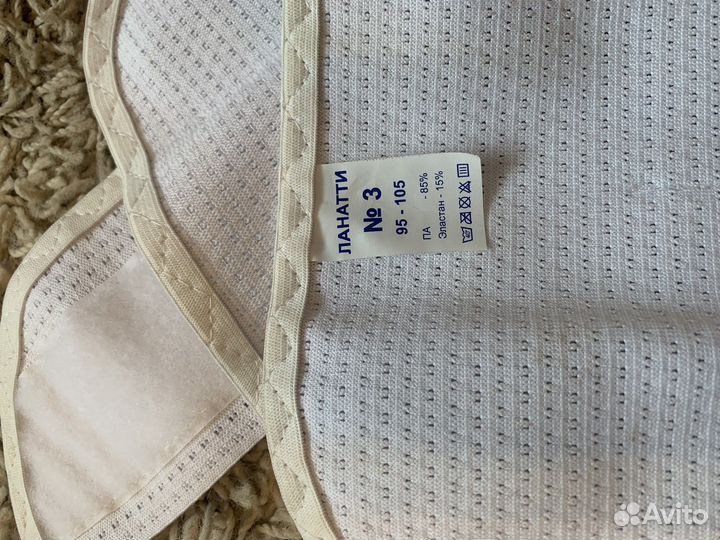 ЛАНАТТИ
№ 3
95 - 105
ПА - 85%
Эластан - 15%
Avito